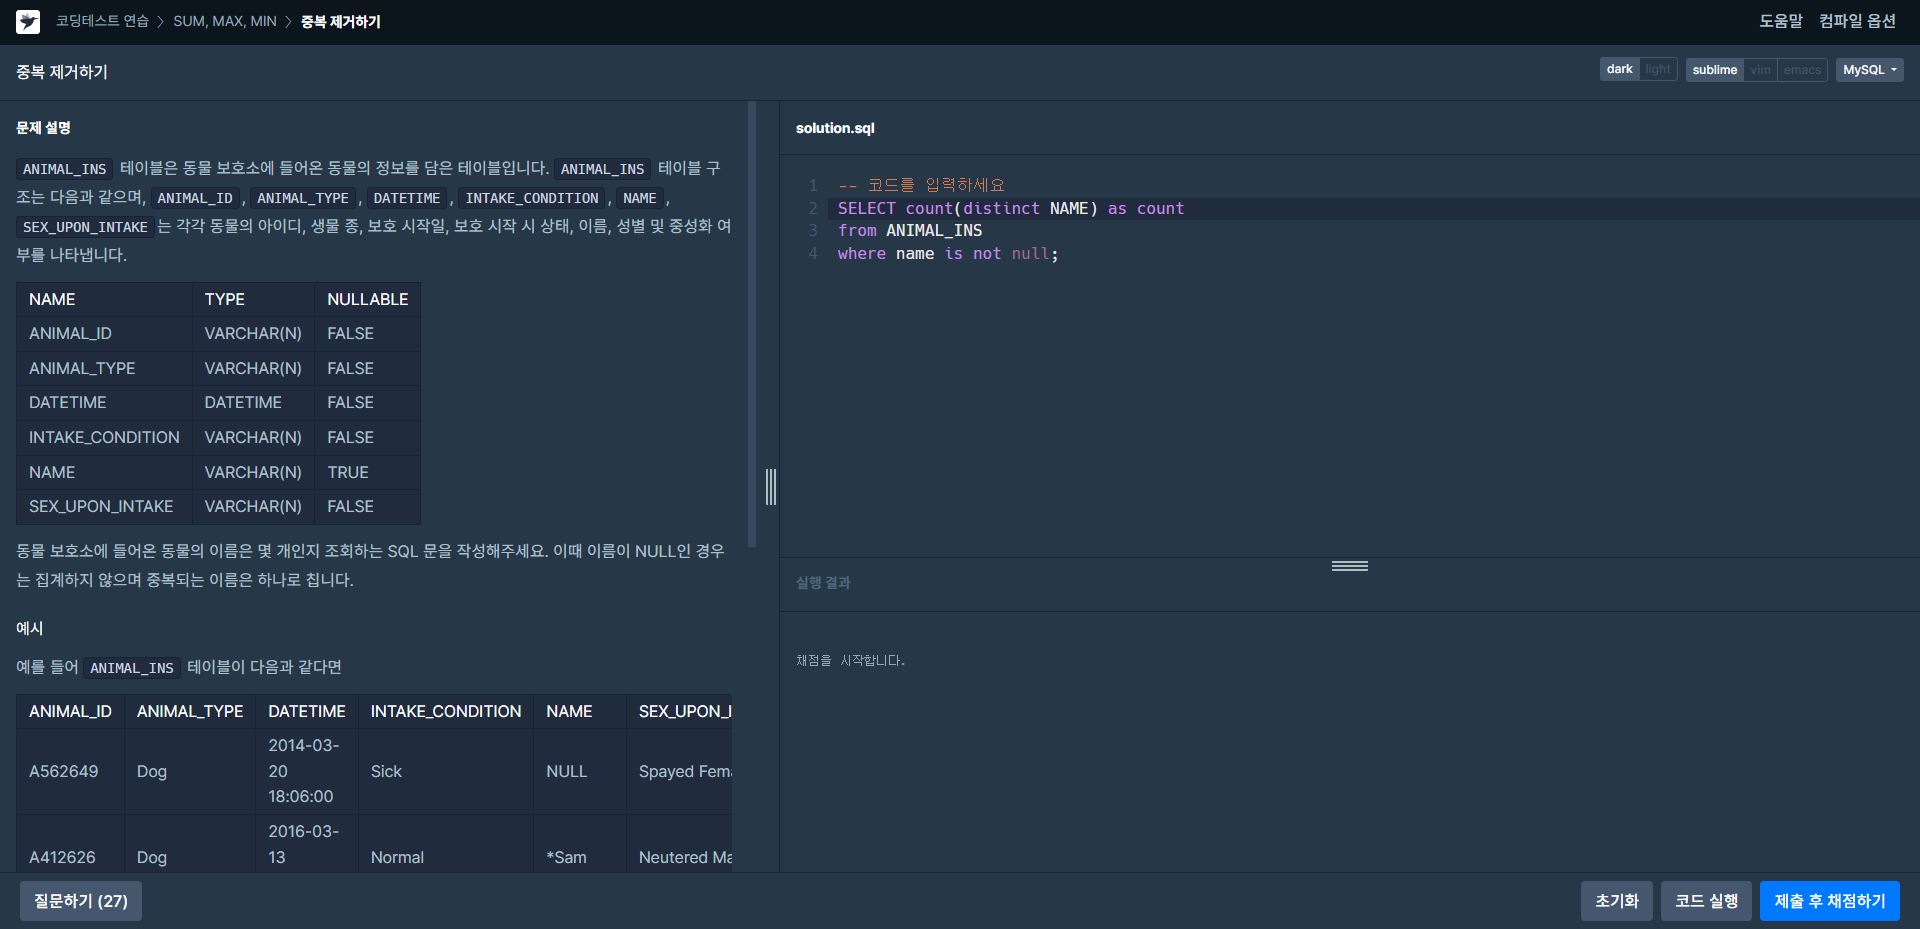 코딩테스트 연습 > SUM, MAX, MIN > 중복 제거하기
도움말 컴파일 옵션
중복 제거하기
dark light sublime vim emacs MySQL
문제 설명
ANIMAL_INS 테이블은 동물 보호소에 들어온 동물의 정보를 담은 테이블입니다. ANIMAL_INS 테이블 구
조는 다음과 같으며, ANIMAL_ID, ANIMAL_TYPE, DATETIME, INTAKE_CONDITION, NAME,
SEX_UPON_INTAKE는 각각 동물의 아이디, 생물 종, 보호 시작일, 보호 시작 시 상태, 이름, 성별 및 중성화 여
부를 나타냅니다.
NAME TYPE NULLABLE
ANIMAL_ID VARCHAR(N) FALSE
ANIMAL_TYPE VARCHAR(N) FALSE
DATETIME DATETIME FALSE
INTAKE_CONDITION VARCHAR(N) FALSE
NAME VARCHAR(N) TRUE
SEX_UPON_INTAKE VARCHAR(N) FALSE
동물 보호소에 들어온 동물의 이름은 몇 개인지 조회하는 SQL 문을 작성해주세요. 이때 이름이 NULL인 경우
는 집계하지 않으며 중복되는 이름은 하나로 칩니다.
예시
예를 들어 ANIMAL_INS 테이블이 다음과 같다면
ANIMAL_ID ANIMAL_TYPE DATETIME INTAKE_CONDITION NAME SEX_UPON_I
A562649 Dog 2014-03-20 18:06:00 Sick NULL Spayed Fema
A412626 Dog 2016-03-13 Normal *Sam Neutered Ma
solution.sql
1 -- 코드를 입력하세요
2 SELECT count(distinct NAME) as count
3 from ANIMAL_INS
4 where name is not null;
실행 결과
채점을 시작합니다.
질문하기 (27)
초기화 코드 실행 제출 후 채점하기